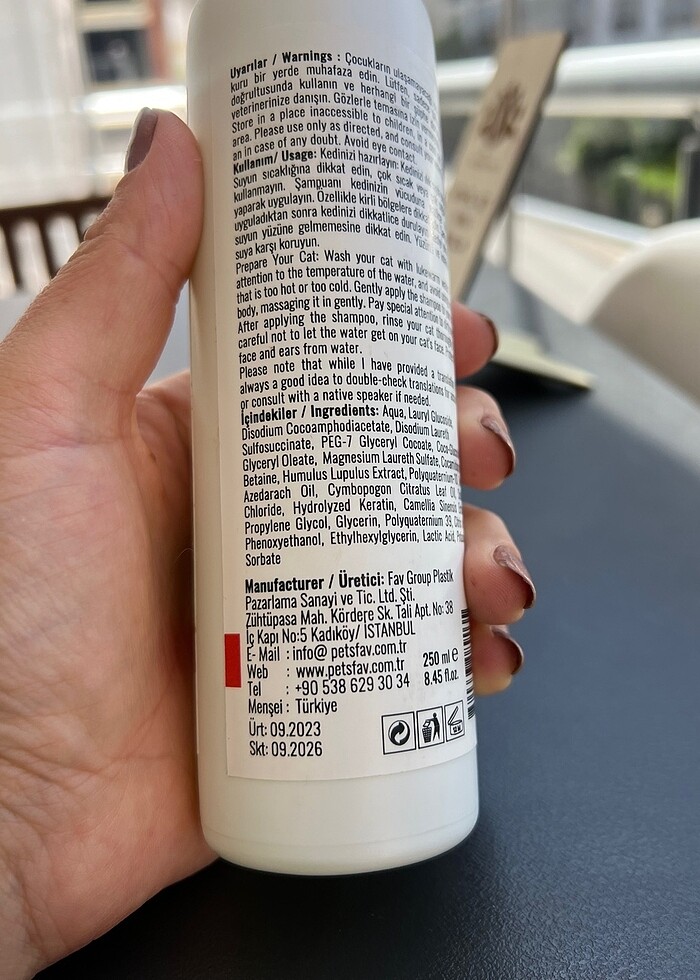 Uyarılar / Warnings : Çocukların
kuru bir yerde muhafaza edin. Lütfen
doğrultusunda kullanın ve herhangi bir
veterinerinize danışın. Gözlerle temasına
Store in a place inaccessible to children,
area. Please use only as directed, and consult
an in case of any doubt. Avoid eye contact.
Kullanım/ Usage: Kedinizi hazırlayın:
Suyun sıcaklığına dikkat edin, çok sıcak
kullanmayın. Şampuanı kedinizin
yaparak uygulayın. Özellikle kirli bölgelere
uyguladıktan sonra kedinizi dikkatlice
suyun yüzüne gelmemesine dikkat edin.
suya karşı koruyun.
Prepare Your Cat: Wash your cat with
attention to the temperature of the water, and
that is too hot or too cold. Gently apply the shampoo
body, massaging it in gently. Pay special attention
After applying the shampoo, rinse your cat
careful not to let the water get on your cat's face.
face and ears from water.
Please note that while I have provided a
always a good idea to double-check translations
or consult with a native speaker if needed.
İçindekiler / Ingredients: Aqua, Lauryl
Disodium Cocoamphodiacetate, Disodium Laureth
Sulfosuccinate, PEG-7 Glyceryl Cocoate,
Glyceryl Oleate, Magnesium Laureth Sulfate,
Betaine, Humulus Lupulus Extract,
Azedarach Oil, Cymbopogon Citratus Leaf
Chloride, Hydrolyzed Keratin, Camellia
Propylene Glycol, Glycerin, Polyquaternium 39,
Phenoxyethanol, Ethylhexylglycerin, Lactic Acid,
Sorbate
Manufacturer / Üretici: Fav Group Plastik
Pazarlama Sanayi ve Tic. Ltd. Şti.
Zühtüpasa Mah. Kördere Sk. Tali Apt. No: 38
İç Kapı No:5 Kadıköy/ İSTANBUL
E- Mail : info@ petsfav.com.tr
Web : www.petsfav.com.tr 250 ml e
Tel : +90 538 629 30 34 8.45 fl.oz.
Menşei : Türkiye
Ürt: 09.2023
Skt: 09.2026